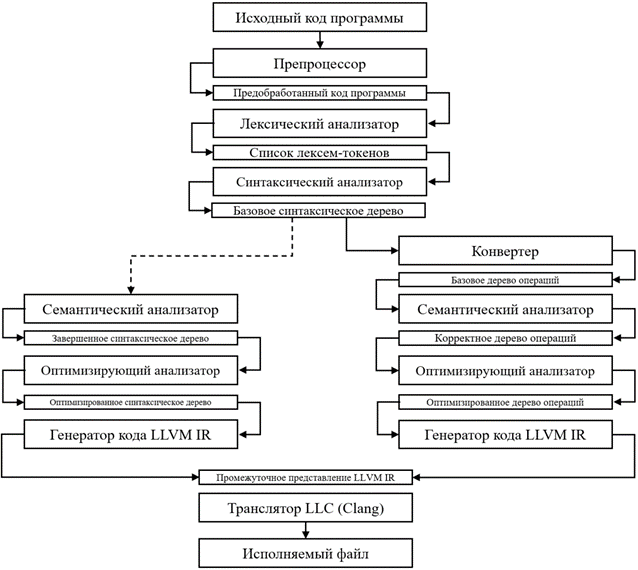 Исходный код программы
Препроцессор
Предобработанный код программы
Лексический анализатор
Список лексем-токенов
Синтаксический анализатор
Базовое синтаксическое дерево
Конвертер
Базовое дерево операций
Семантический анализатор
Семантический анализатор
Завершенное синтаксическое дерево
Корректное дерево операций
Оптимизирующий анализатор
Оптимизирующий анализатор
Оптимизированное синтаксическое дерево
Оптимизированное дерево операций
Генератор кода LLVM IR
Генератор кода LLVM IR
Промежуточное представление LLVM IR
Транслятор LLC (Clang)
Исполняемый файл